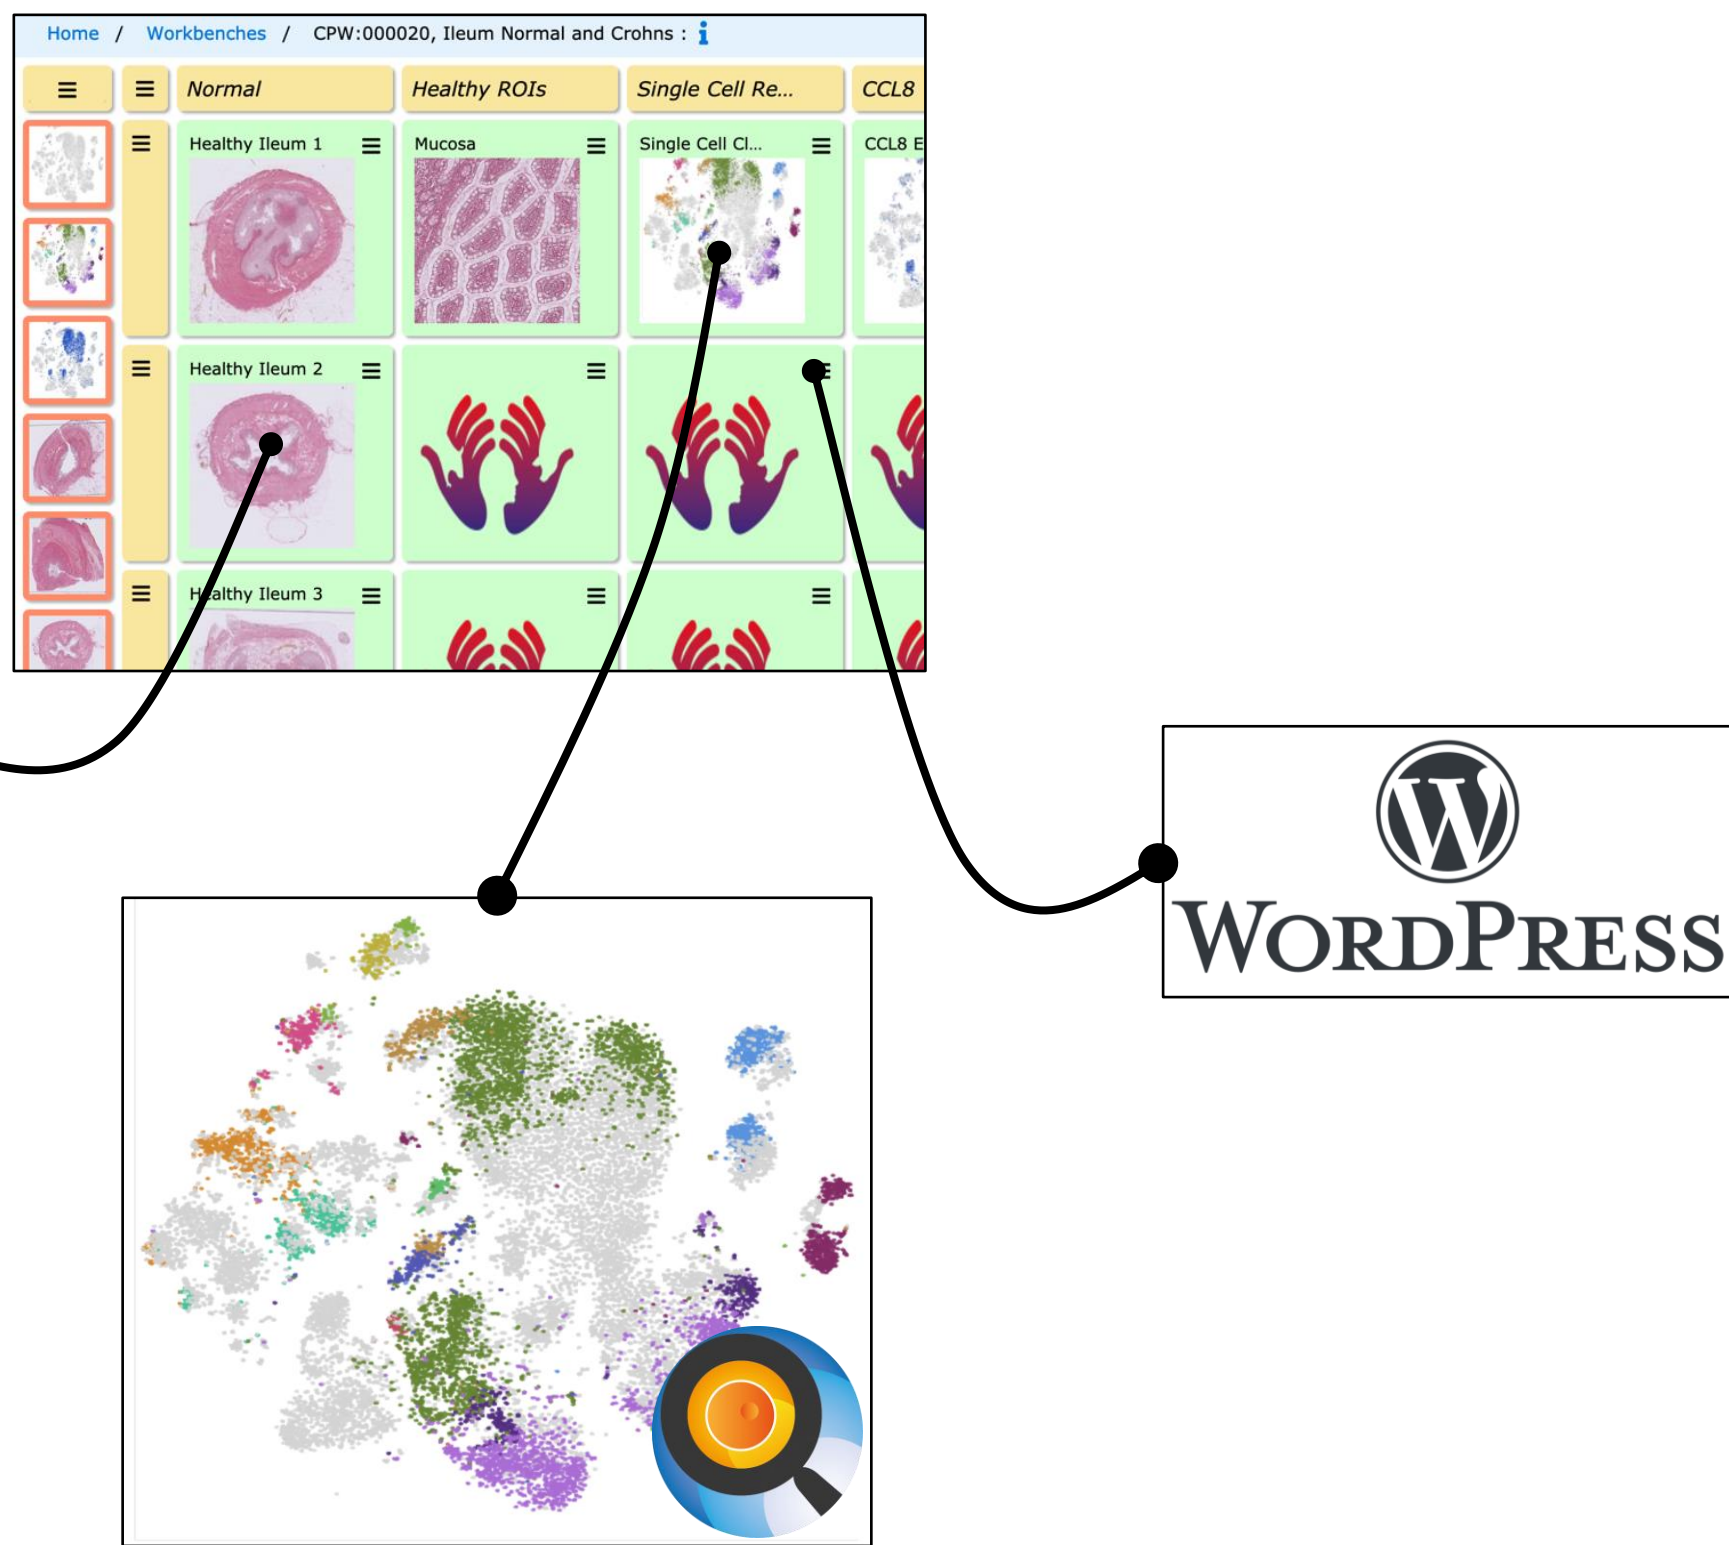 Home / Workbenches / CPW:000020, Ileum Normal and Crohns :
Normal
Healthy ROIs
Single Cell Re...
CCL8
Healthy Ileum 1
Mucosa
Single Cell Cl...
CCL8 E
Healthy Ileum 2
Healthy Ileum 3
WORDPRESS